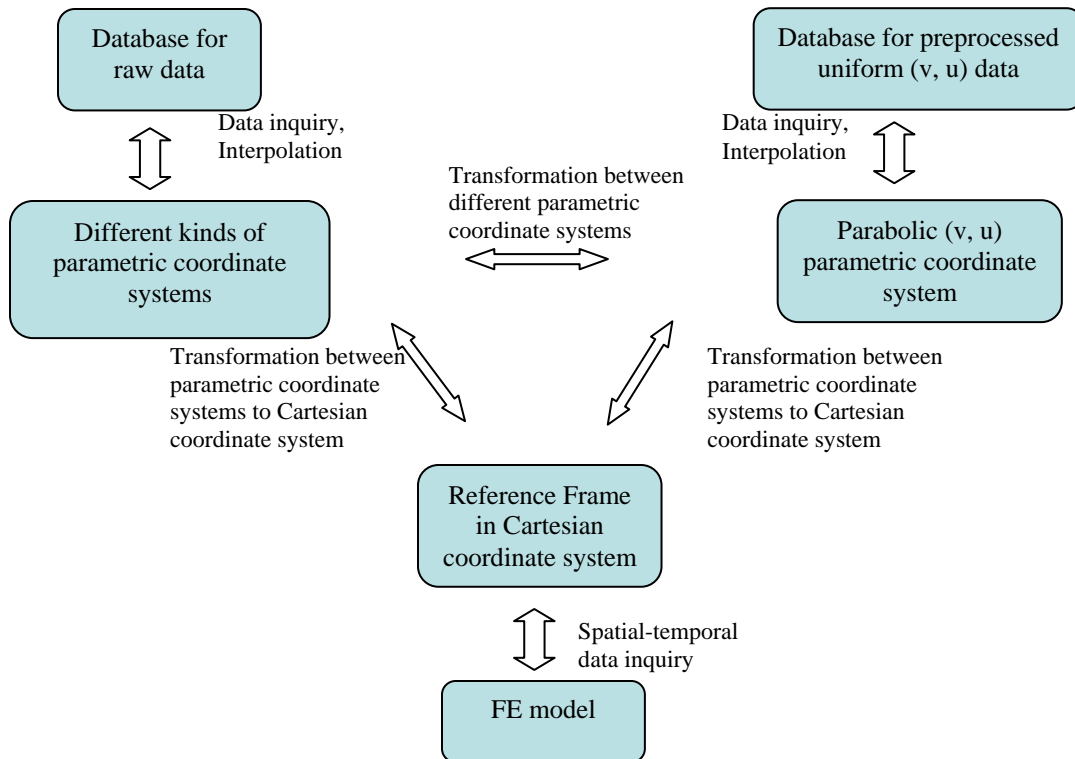 Database for
raw data
Database for preprocessed
uniform (v, u) data
Data inquiry,
Interpolation
Data inquiry,
Interpolation
Transformation between
different parametric
coordinate systems
Different kinds of
parametric coordinate
systems
Parabolic (v, u)
parametric coordinate
system
Transformation between
parametric coordinate
systems to Cartesian
coordinate system
Transformation between
parametric coordinate
systems to Cartesian
coordinate system
Reference Frame
in Cartesian
coordinate system
Spatial-temporal
data inquiry
FE model